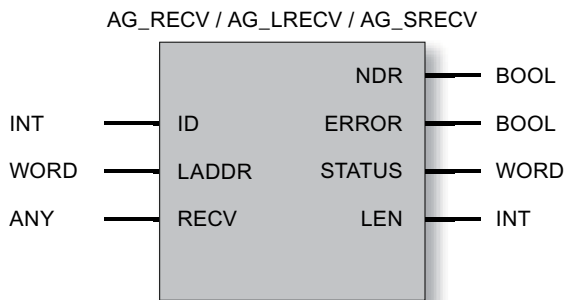 AG_RECV / AG_LRECV / AG_SRECV
NDR BOOL
INT ID ERROR BOOL
WORD LADDR STATUS WORD
ANY RECV LEN INT